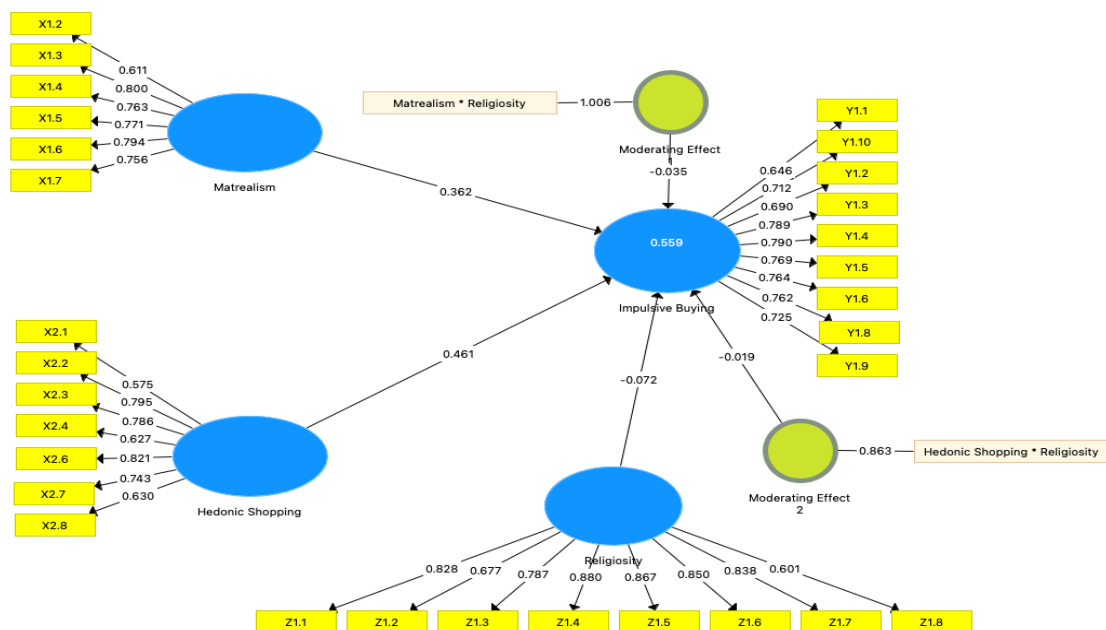 X1.2
X1.3
X1.4
X1.5
X1.6
X1.7
0.611
0.800
0.763
0.771
0.794
0.756
Matrealism
0.362
Matrealism * Religiosity
1.006
Moderating Effect
-0.035
0.559
Impulsive Buying
0.646
0.712
0.690
0.789
0.790
0.769
0.764
0.762
0.725
Y1.1
Y1.10
Y1.2
Y1.3
Y1.4
Y1.5
Y1.6
Y1.8
Y1.9
X2.1
X2.2
X2.3
X2.4
X2.6
X2.7
X2.8
0.575
0.795
0.786
0.627
0.821
0.743
0.630
Hedonic Shopping
0.461
-0.072
-0.019
0.863
Hedonic Shopping * Religiosity
Moderating Effect
2
Religiosity
0.828
0.677
0.787
0.880
0.867
0.850
0.838
0.601
Z1.1
Z1.2
Z1.3
Z1.4
Z1.5
Z1.6
Z1.7
Z1.8